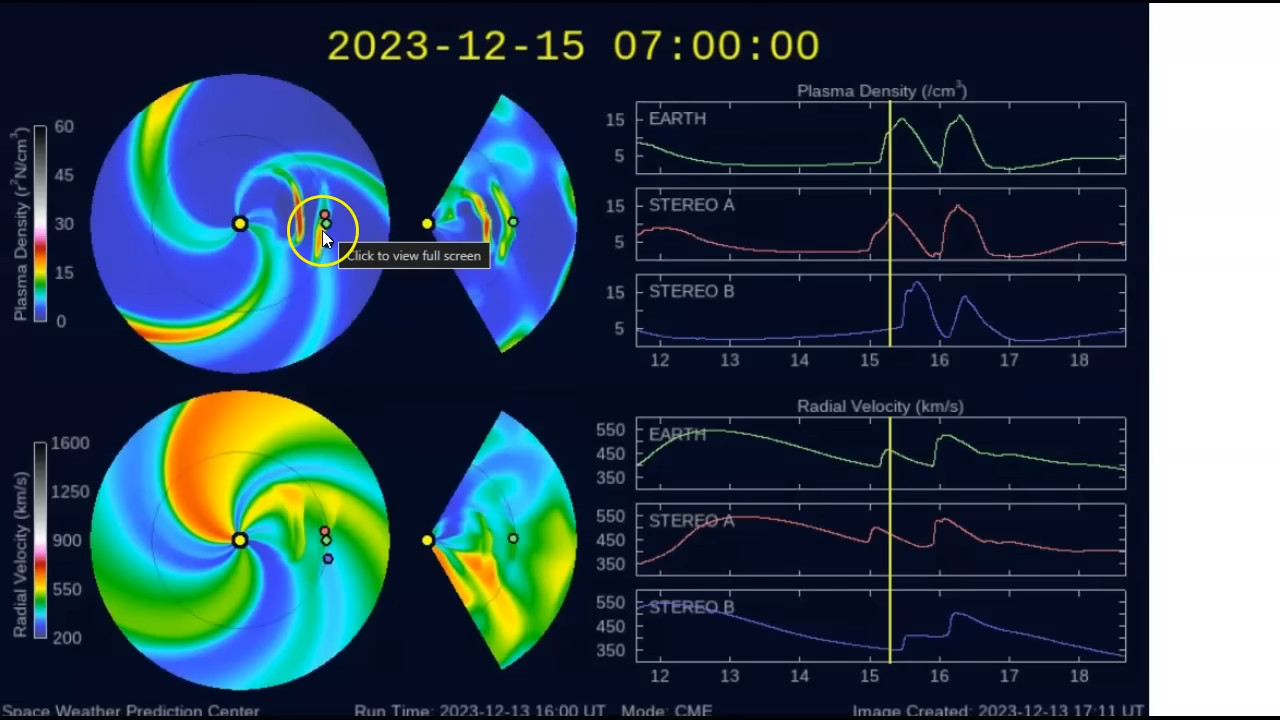 2023-12-15 07:00:00
Plasma Density (r²N/cm³)
60
45
30
15
0
Click to view full screen
Plasma Density (/cm³)
EARTH
15
5
STEREO A
15
5
STEREO B
15
5
12 13 14 15 16 17 18
Radial Velocity (km/s)
1600
1250
900
550
200
Radial Velocity (km/s)
EARTH
550
450
350
STEREO A
550
450
350
STEREO B
550
450
350
12 13 14 15 16 17 18
Space Weather Prediction Center Run Time: 2023-12-13 16:00 UT Mode: CME Image Created: 2023-12-13 17:11 UT